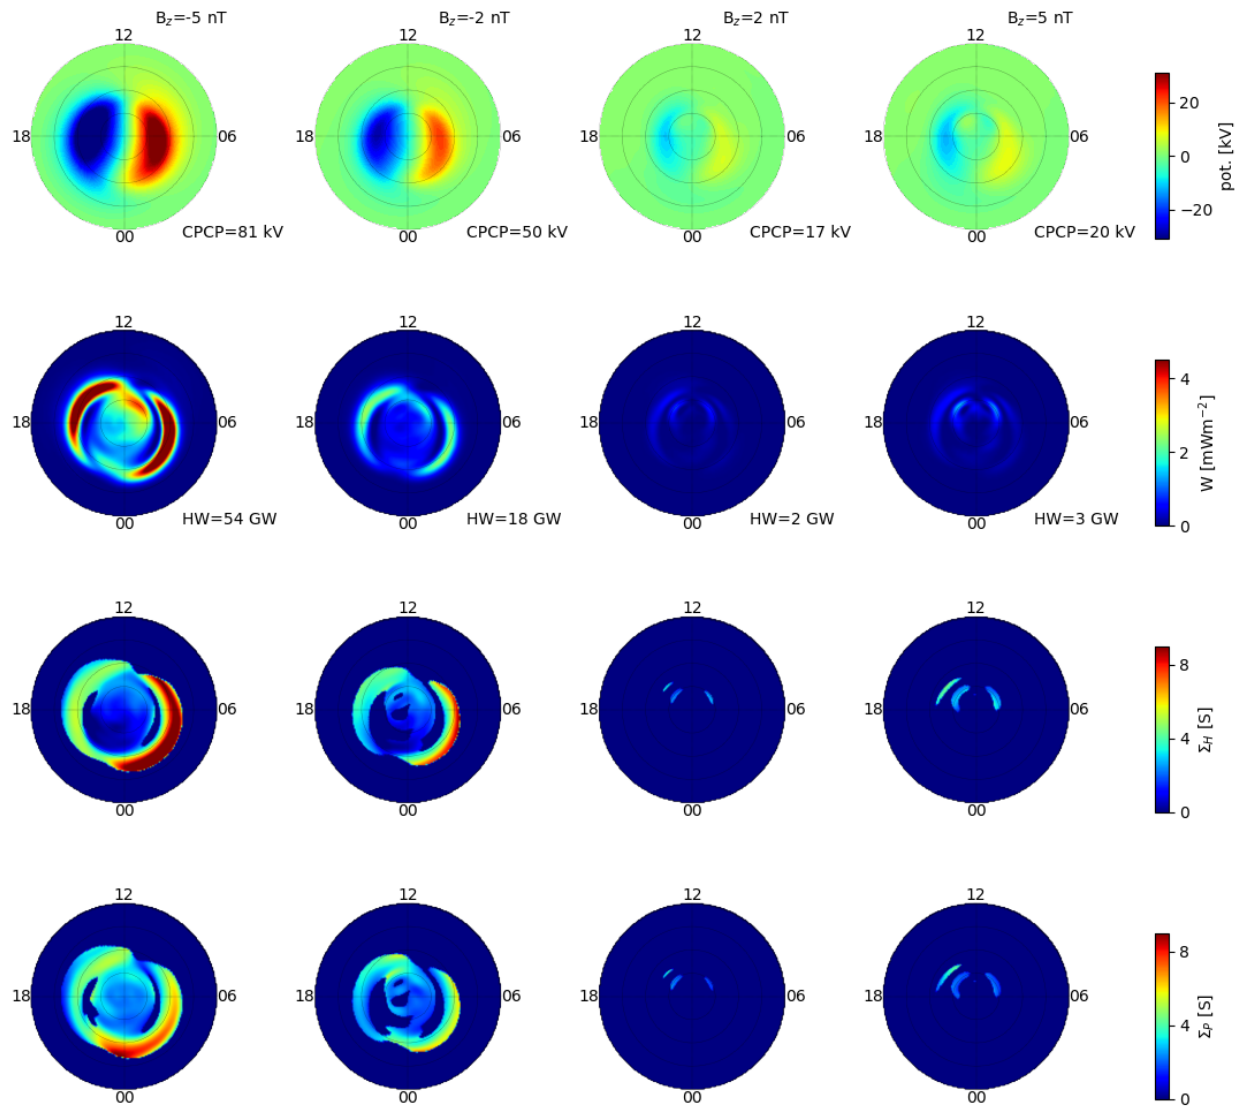 B_z=-5 nT B_z=-2 nT B_z=2 nT B_z=5 nT
12 12 12 12
18 06 18 06 18 06 18 06
00 00 00 00
CPCP=81 kV CPCP=50 kV CPCP=17 kV CPCP=20 kV
20
0
−20
pot. [kV]
12 12 12 12
18 06 18 06 18 06 18 06
00 00 00 00
HW=54 GW HW=18 GW HW=2 GW HW=3 GW
4
2
0
W [mWm⁻²]
12 12 12 12
18 06 18 06 18 06 18 06
00 00 00 00
8
4
0
Σ_H [S]
12 12 12 12
18 06 18 06 18 06 18 06
00 00 00 00
8
4
0
Σ_P [S]